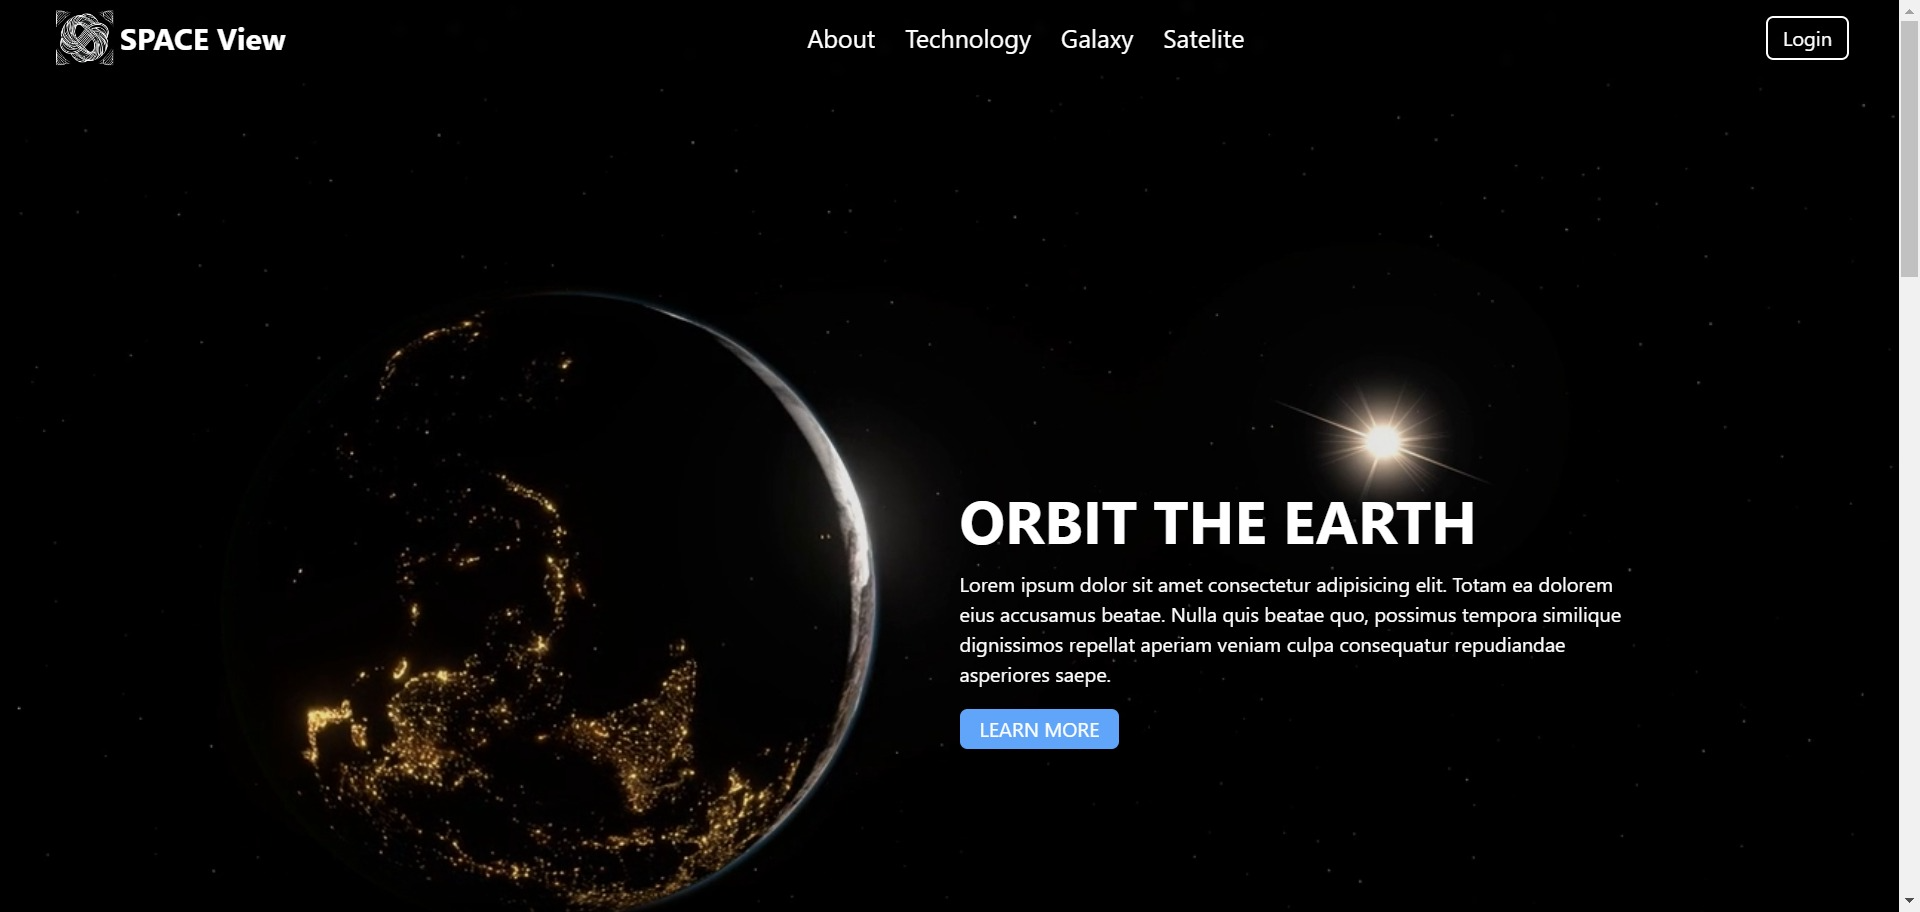 SPACE View
About Technology Galaxy Satelite
Login
ORBIT THE EARTH
Lorem ipsum dolor sit amet consectetur adipisicing elit. Totam ea dolorem
eius accusamus beatae. Nulla quis beatae quo, possimus tempora similique
dignissimos repellat aperiam veniam culpa consequatur repudiandae
asperiores saepe.
LEARN MORE